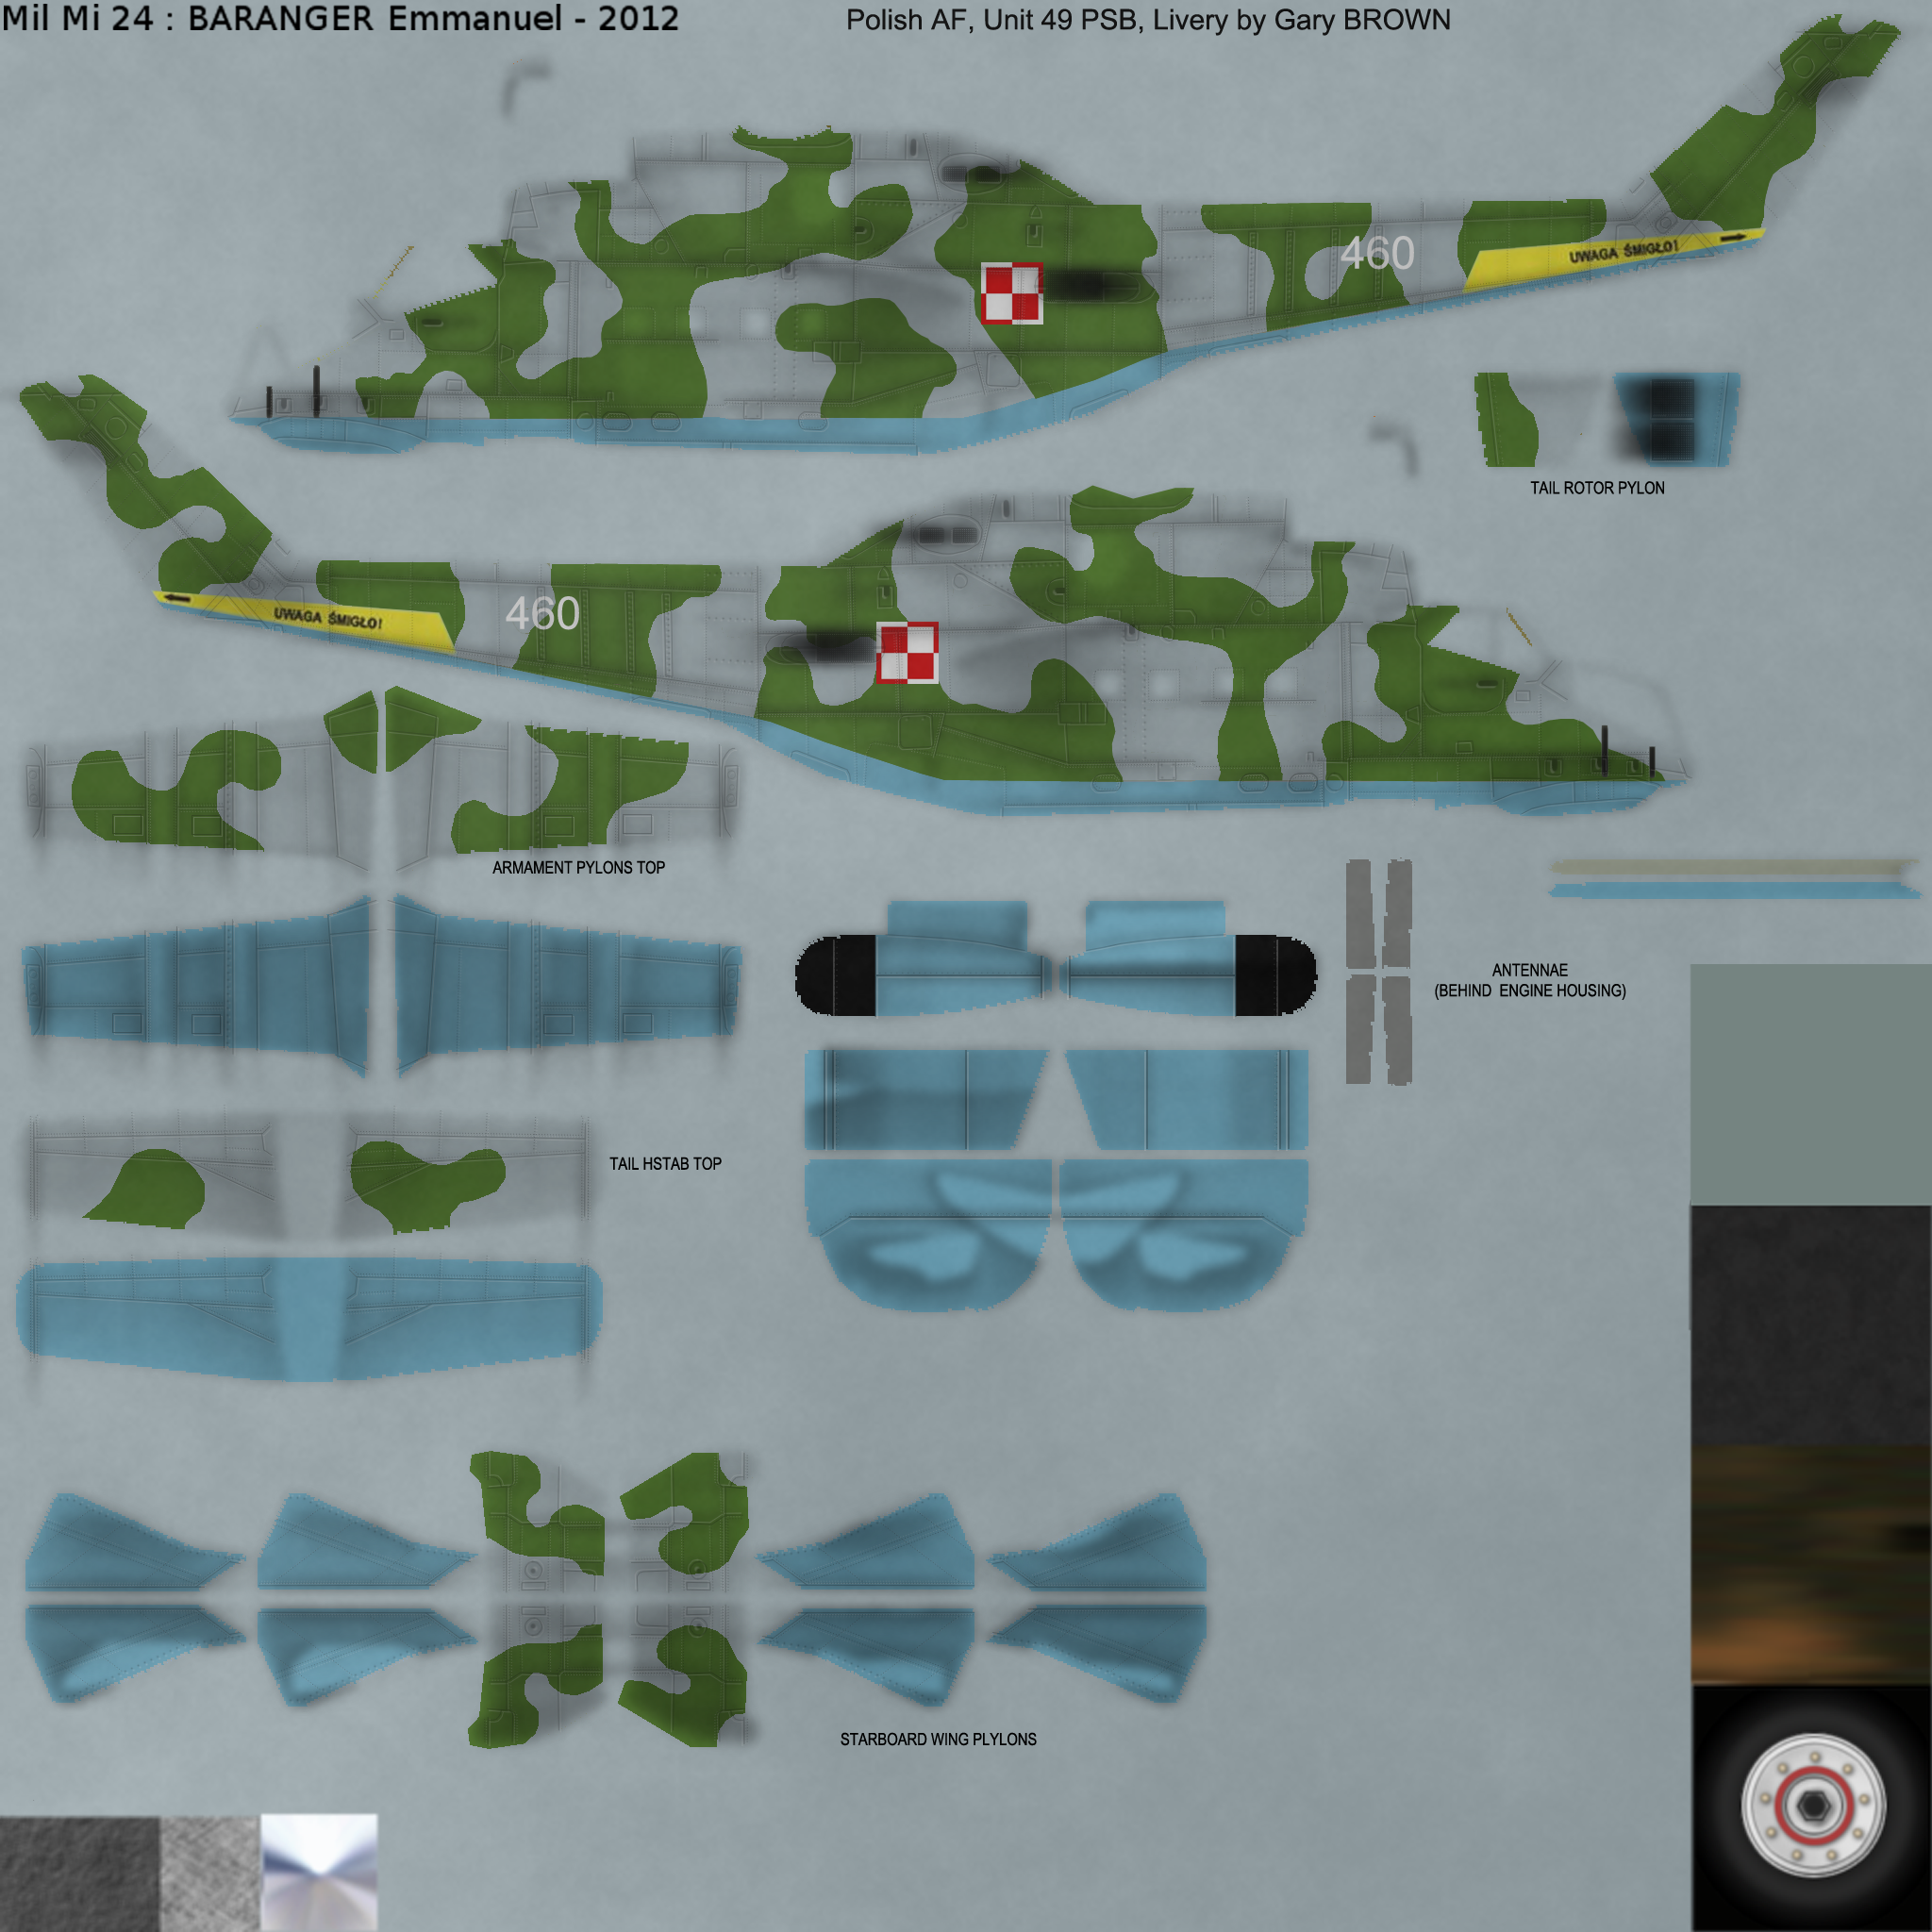 Mil Mi 24 : BARANGER Emmanuel - 2012
Polish AF, Unit 49 PSB, Livery by Gary BROWN
460
UWAGA ŚMIGŁO!
TAIL ROTOR PYLON
UWAGA ŚMIGŁO!
460
ARMAMENT PYLONS TOP
ANTENNAE
(BEHIND ENGINE HOUSING)
TAIL HSTAB TOP
STARBOARD WING PLYLONS